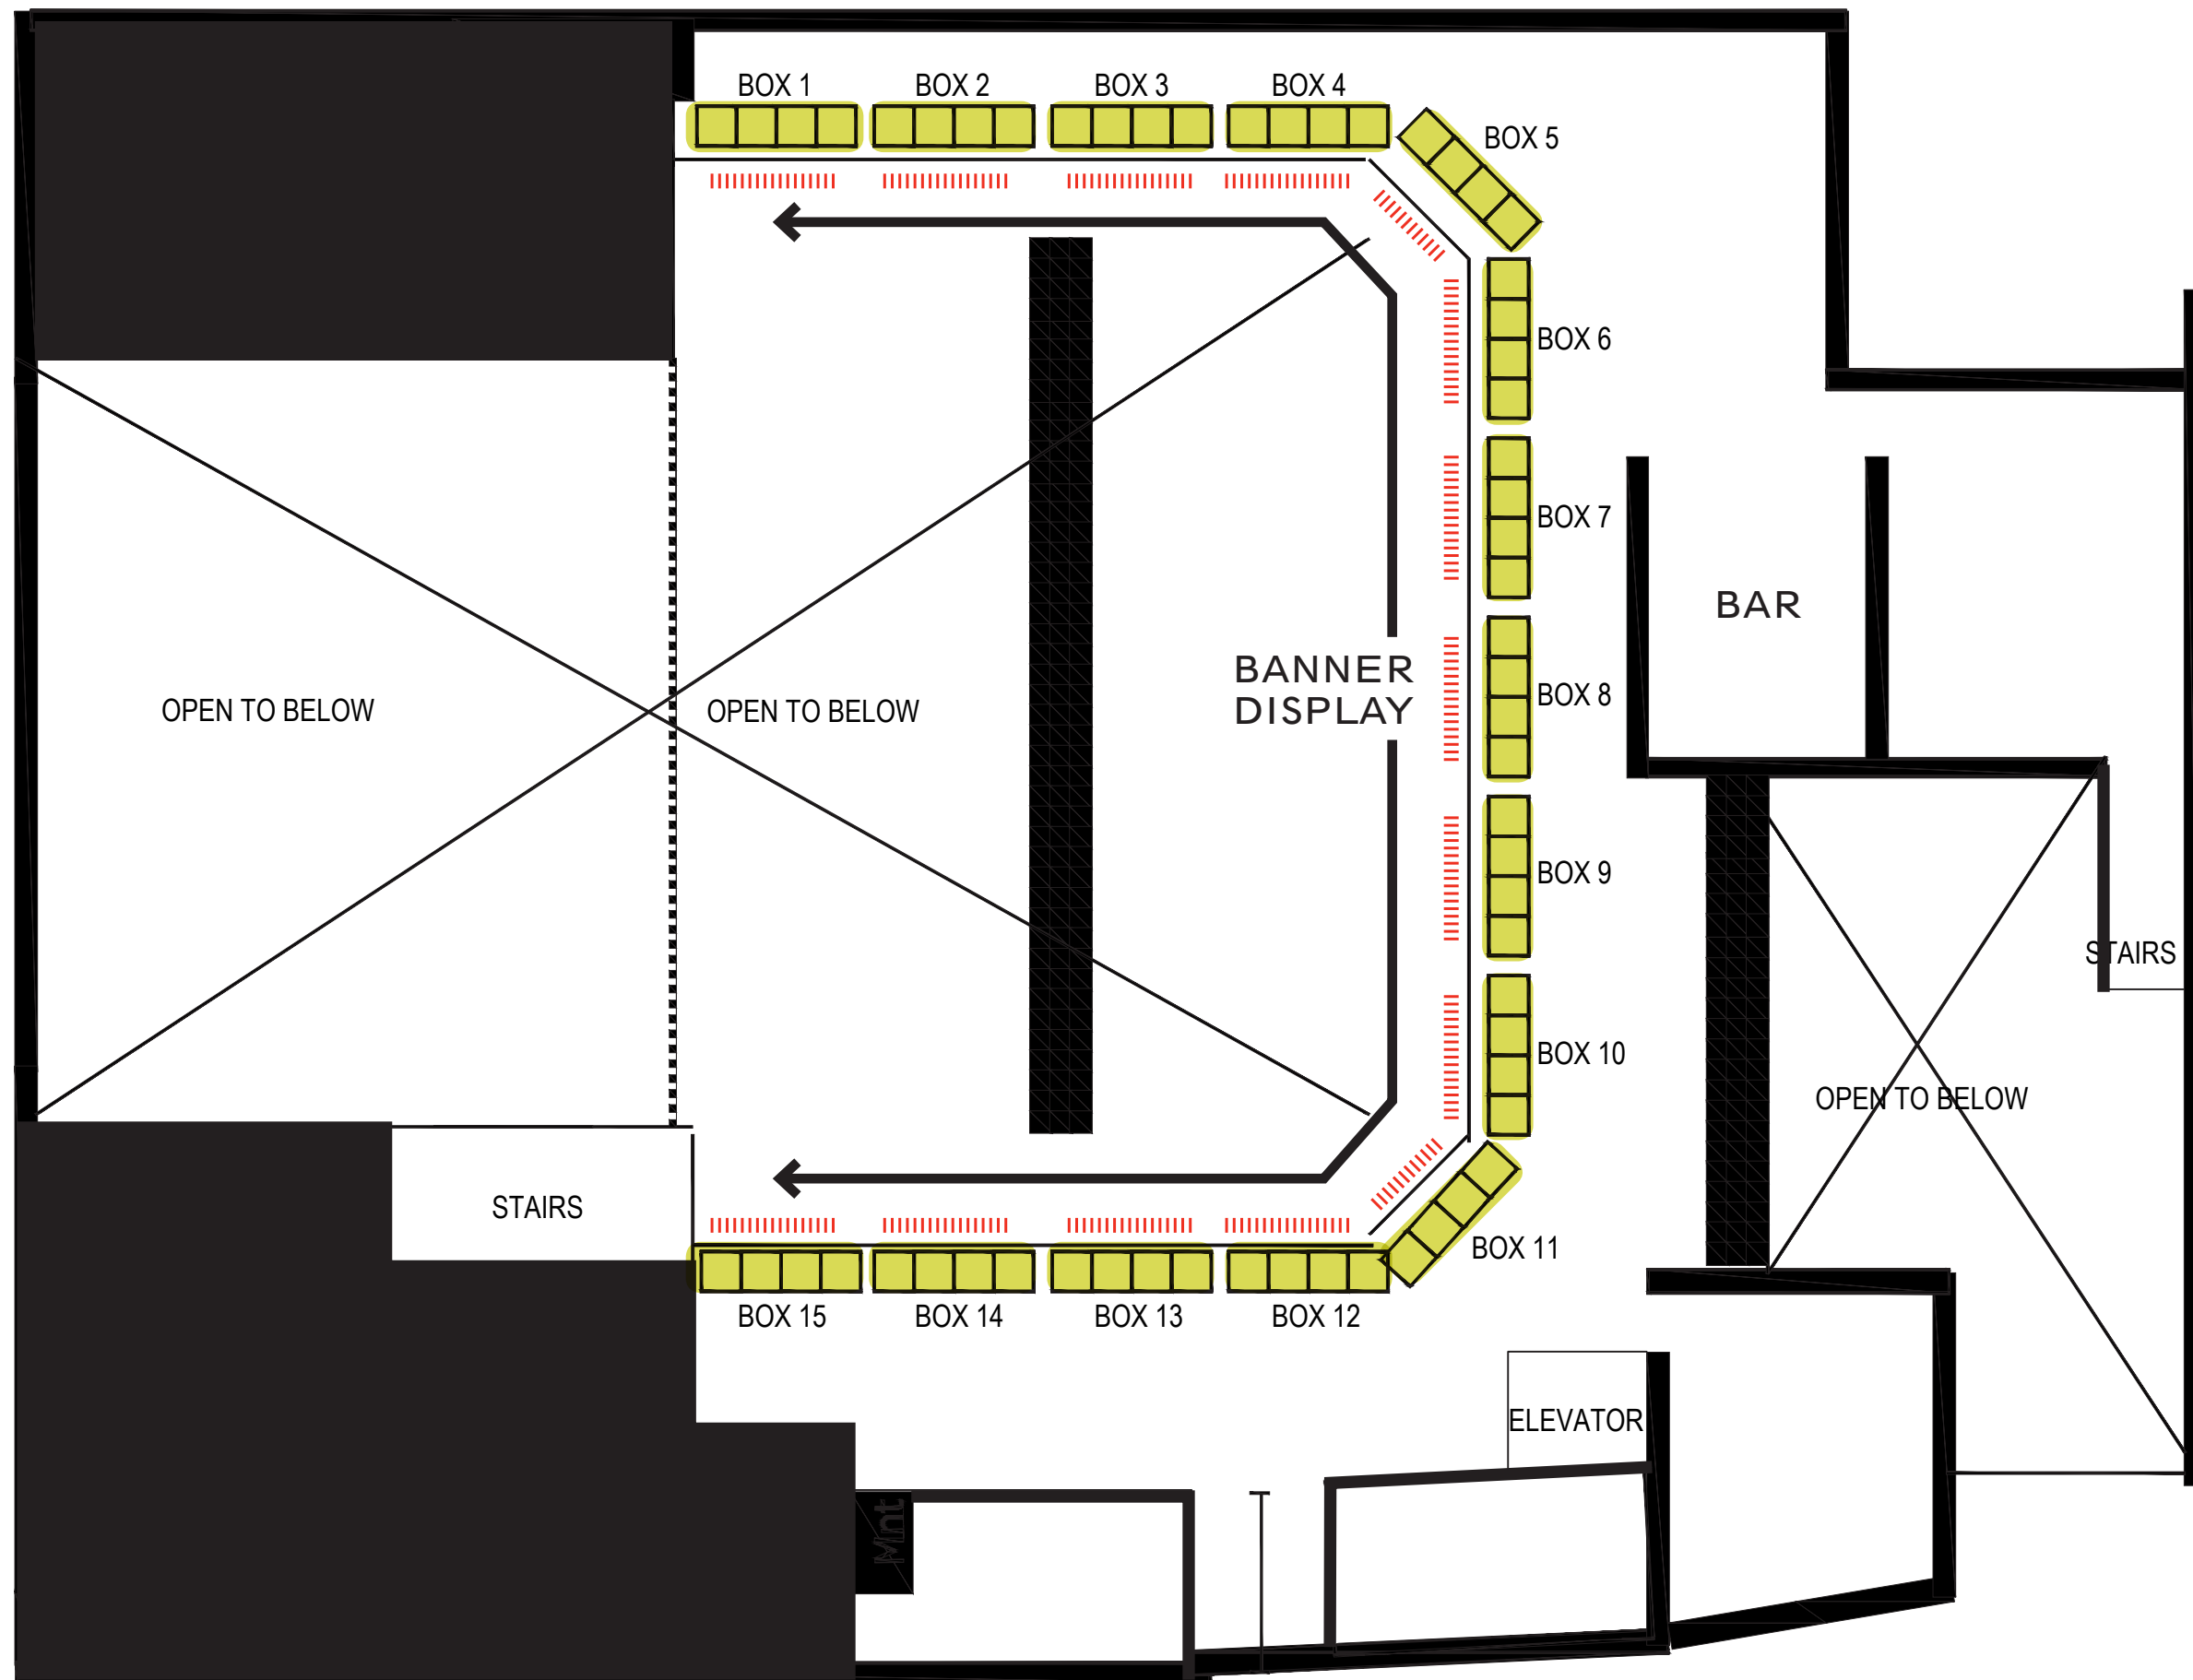 BOX 1
BOX 2
BOX 3
BOX 4
BOX 5
BOX 6
BOX 7
BAR
BANNER
DISPLAY
BOX 8
OPEN TO BELOW
OPEN TO BELOW
BOX 9
STAIRS
BOX 10
OPEN TO BELOW
STAIRS
BOX 11
BOX 15
BOX 14
BOX 13
BOX 12
ELEVATOR
Mnt